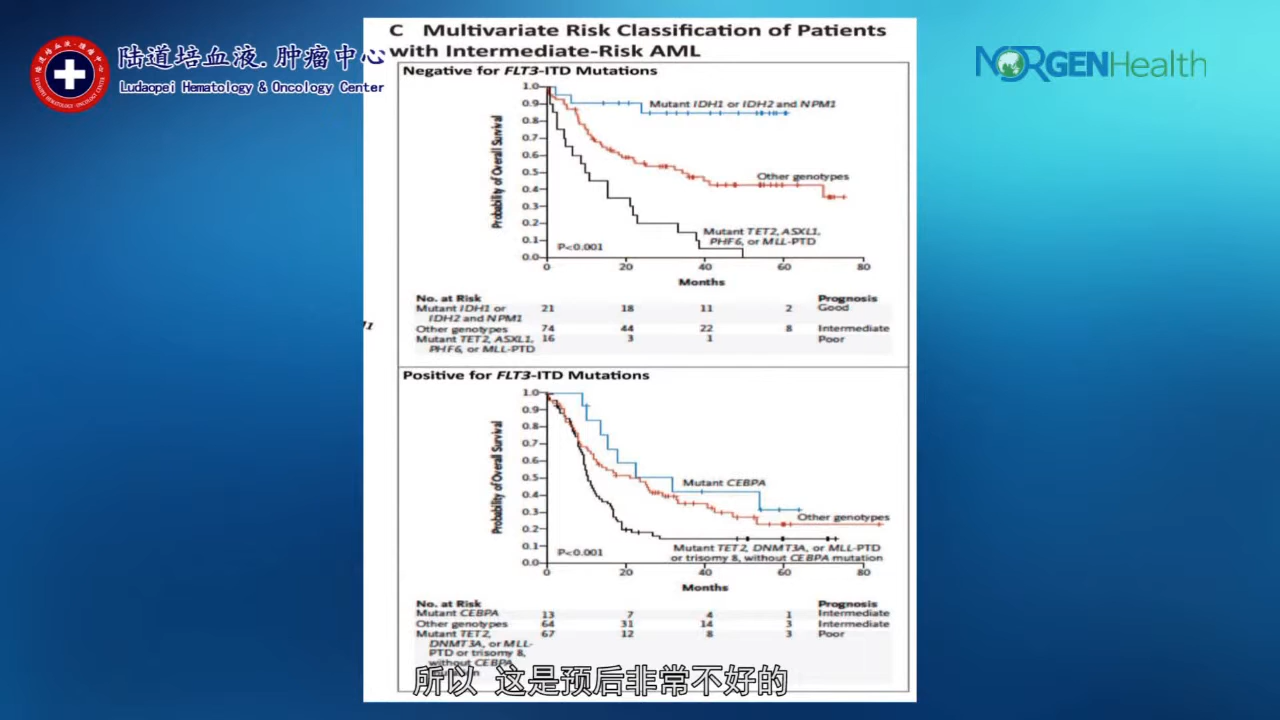 C Multivariate Risk Classification of Patients
with Intermediate-Risk AML
陆道培血液.肿瘤中心
Ludaopei Hematology & Oncology Center
NORGENHealth
Negative for FLT3-ITD Mutations
1.0
0.9
0.8
0.7
0.6
0.5
0.4
0.3
0.2
0.1
0.0
Probability of Overall Survival
Mutant IDH1 or IDH2 and NPM1
Other genotypes
Mutant TET2, ASXL1,
PHF6, or MLL-PTD
P<0.001
0 20 40 60 80
Months
No. at Risk Prognosis
Mutant IDH1 or 21 18 11 2 Good
IDH2 and NPM1
Other genotypes 74 44 22 8 Intermediate
Mutant TET2, ASXL1, 16 3 1 Poor
PHF6, or MLL-PTD
Positive for FLT3-ITD Mutations
1.0
0.9
0.8
0.7
0.6
0.5
0.4
0.3
0.2
0.1
0.0
Probability of Overall Survival
Mutant CEBPA
Other genotypes
Mutant TET2, DNMT3A, or MLL-PTD
or trisomy 8, without CEBPA mutation
P<0.001
0 20 40 60 80
Months
No. at Risk Prognosis
Mutant CEBPA 13 7 4 1 Intermediate
Other genotypes 64 31 14 3 Intermediate
Mutant TET2, 67 12 8 3 Poor
DNMT3A, or MLL-
PTD or trisomy 8,
without CEBPA
所以 这是预后非常不好的